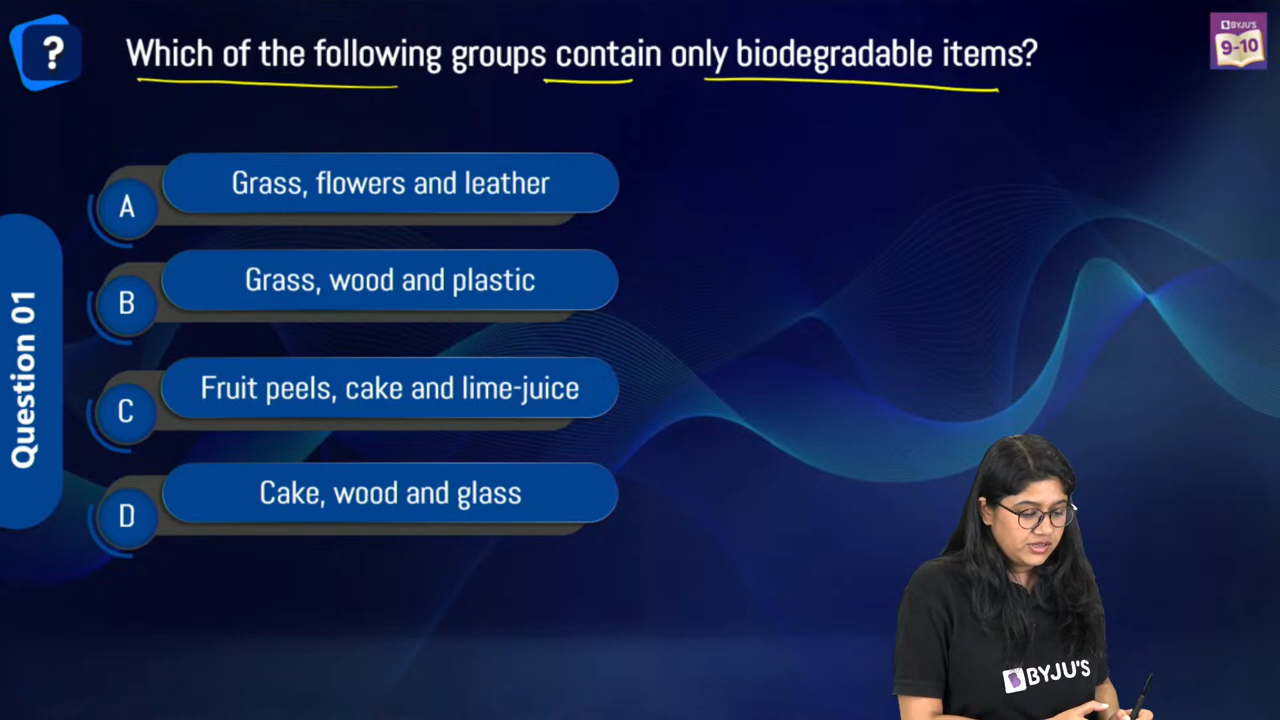 ?
Which of the following groups contain only biodegradable items?
BYJU'S
9-10
Question 01
A
Grass, flowers and leather
B
Grass, wood and plastic
C
Fruit peels, cake and lime-juice
D
Cake, wood and glass
BYJU'S